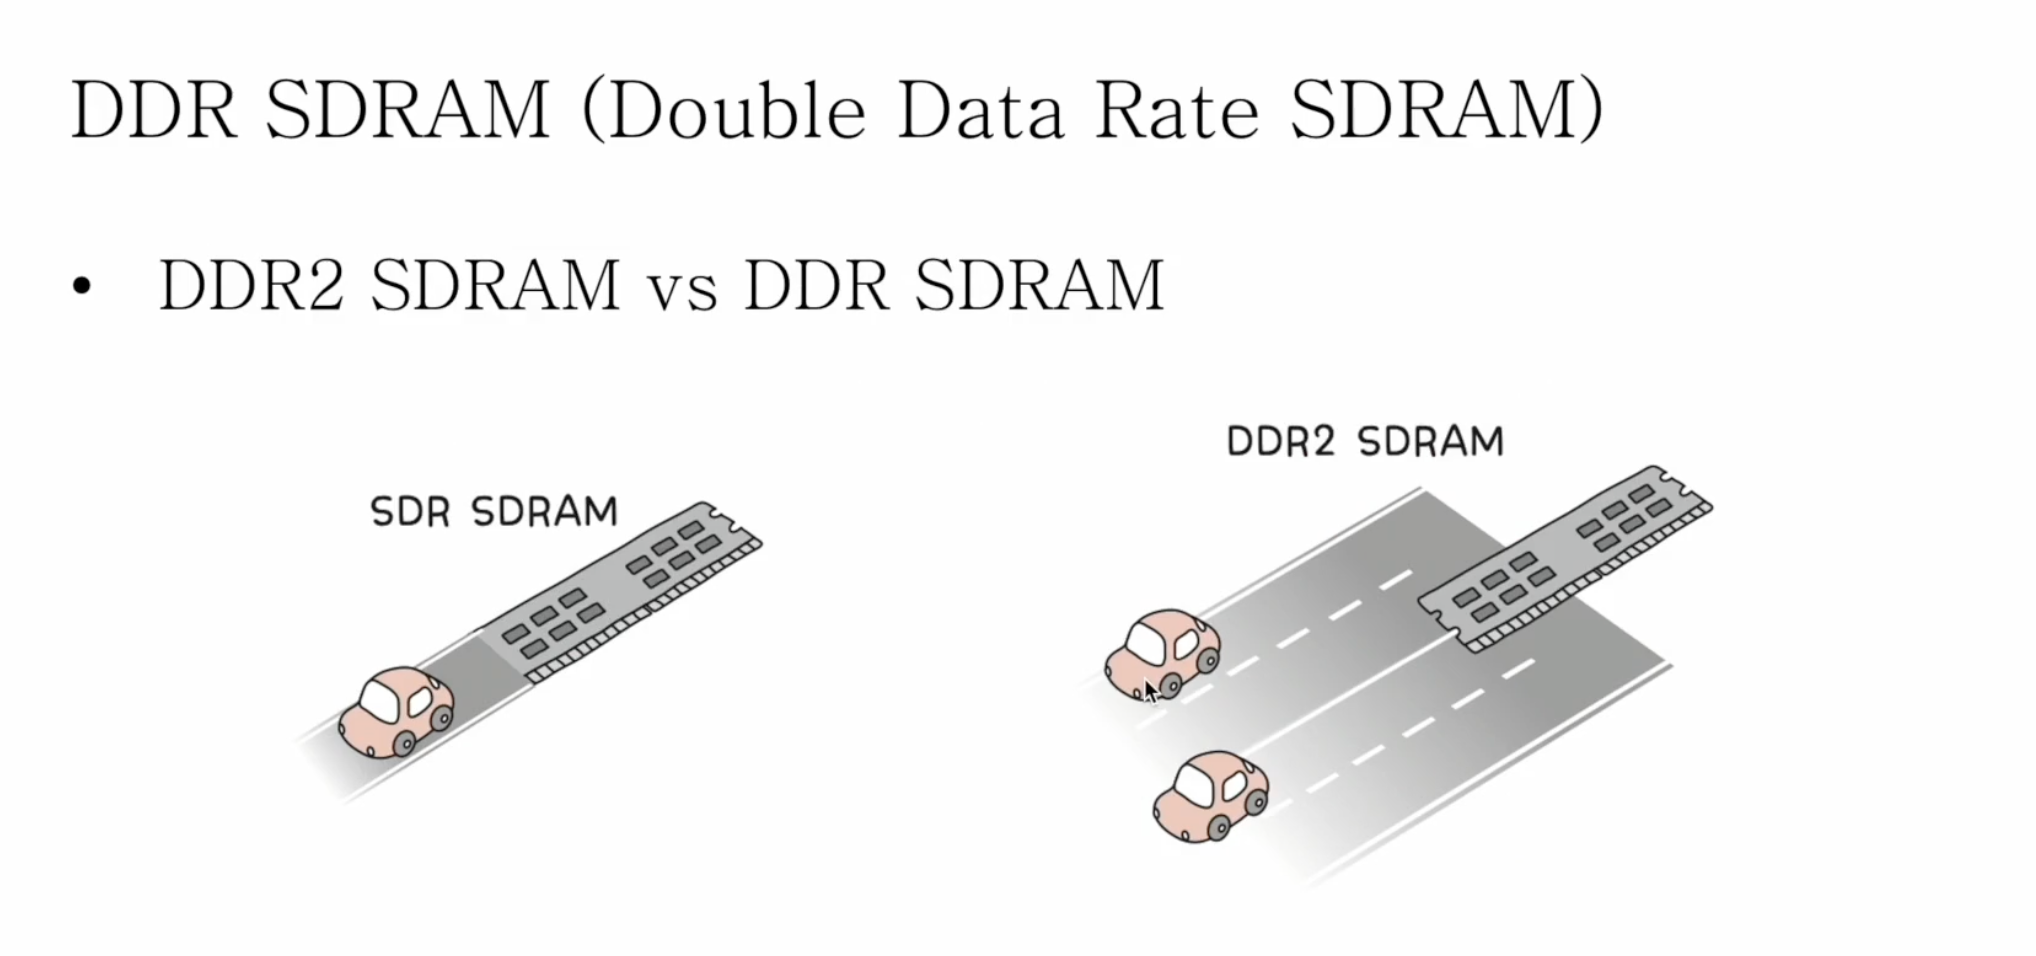 DDR SDRAM (Double Data Rate SDRAM)
• DDR2 SDRAM vs DDR SDRAM
SDR SDRAM
DDR2 SDRAM